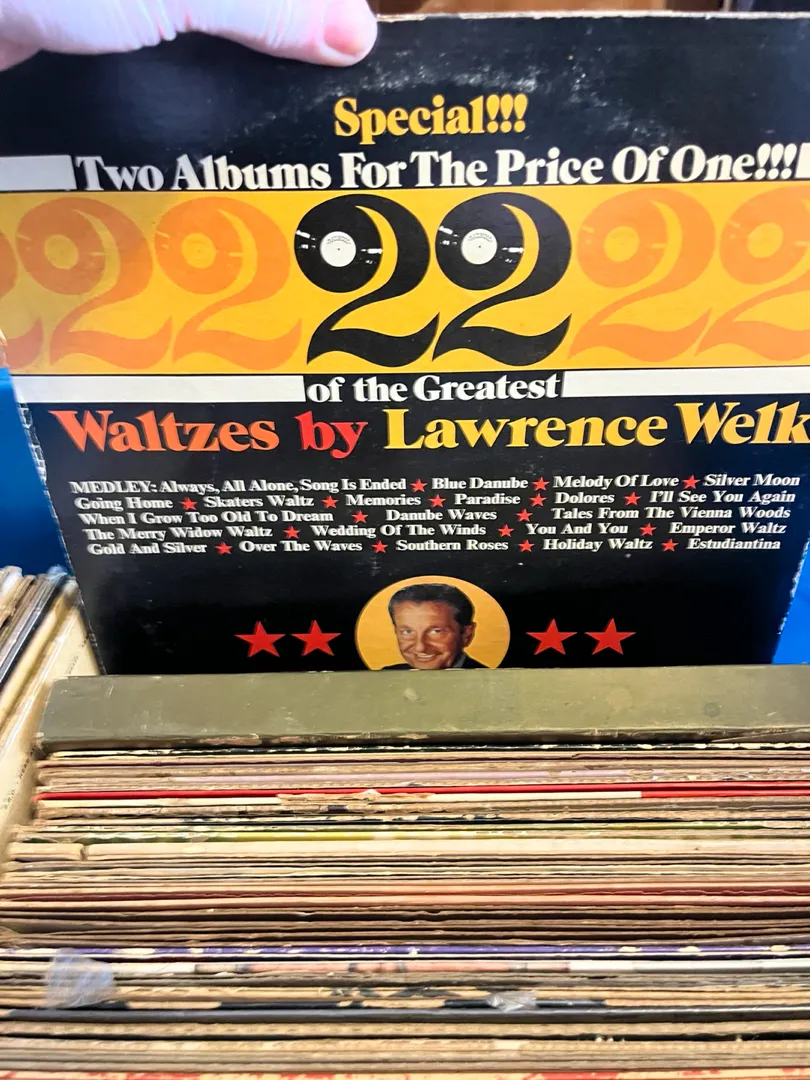 Special!!!
Two Albums For The Price Of One!!!
22 22 22 2
of the Greatest
Waltzes by Lawrence Welk
MEDLEY: Always, All Alone, Song Is Ended ★ Blue Danube ★ Melody Of Love ★ Silver Moon
Going Home ★ Skaters Waltz ★ Memories ★ Paradise ★ Dolores ★ I'll See You Again
When I Grow Too Old To Dream ★ Danube Waves ★ Tales From The Vienna Woods
The Merry Widow Waltz ★ Wedding Of The Winds ★ You And You ★ Emperor Waltz
Gold And Silver ★ Over The Waves ★ Southern Roses ★ Holiday Waltz ★ Estudiantina